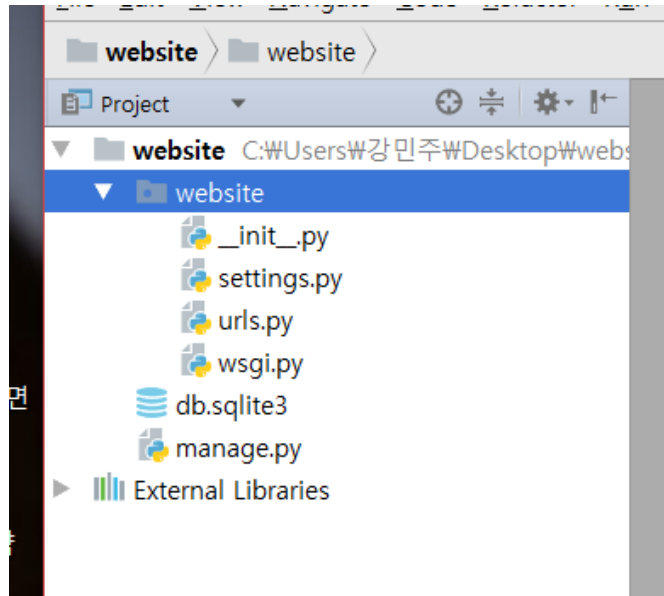 website website
Project
website C:₩Users₩강민주₩Desktop₩webs
website
__init__.py
settings.py
urls.py
wsgi.py
면
db.sqlite3
manage.py
External Libraries